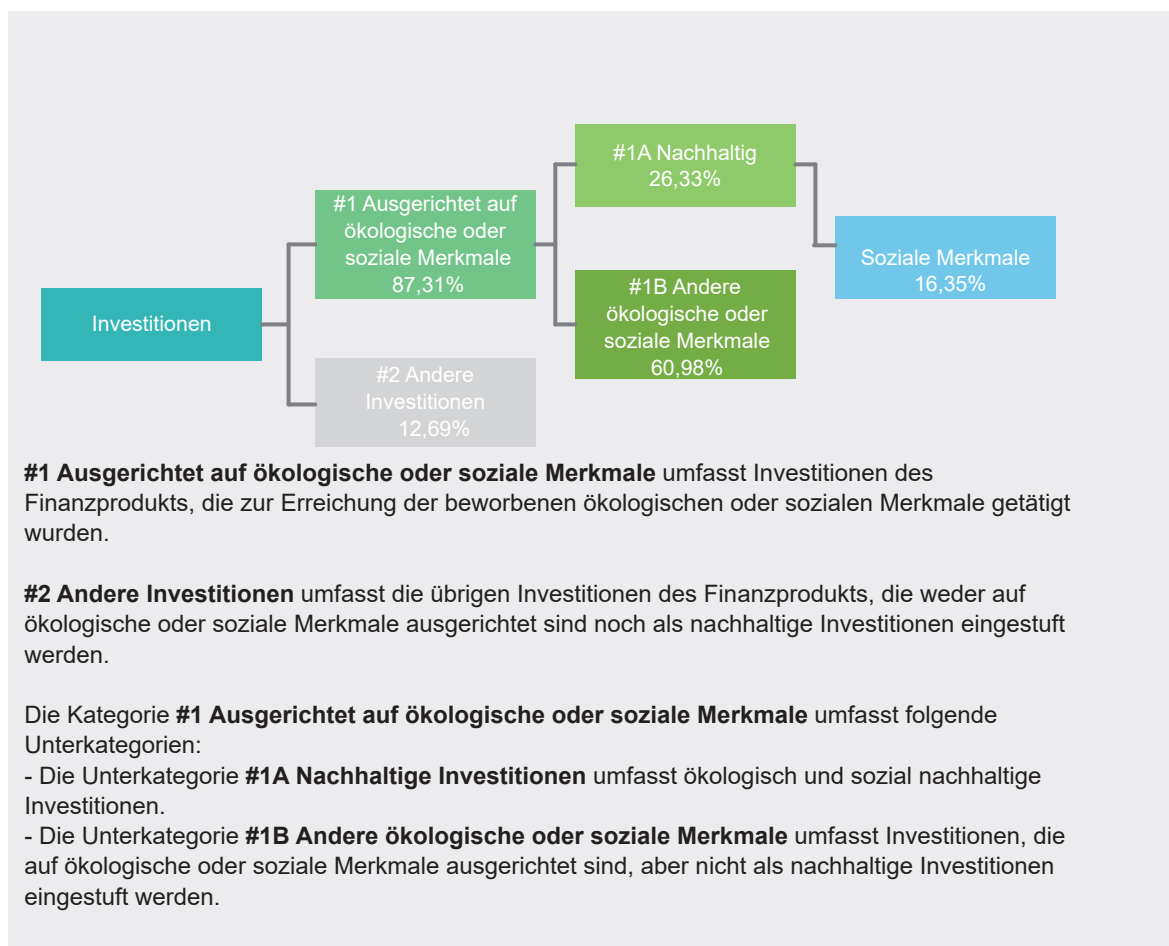 #1A Nachhaltig
26,33%
#1 Ausgerichtet auf
ökologische oder
soziale Merkmale
87,31%
Soziale Merkmale
16,35%
Investitionen
#1B Andere
ökologische oder
soziale Merkmale
60,98%
#2 Andere
Investitionen
12,69%
#1 Ausgerichtet auf ökologische oder soziale Merkmale umfasst Investitionen des
Finanzprodukts, die zur Erreichung der beworbenen ökologischen oder sozialen Merkmale getätigt
wurden.
#2 Andere Investitionen umfasst die übrigen Investitionen des Finanzprodukts, die weder auf
ökologische oder soziale Merkmale ausgerichtet sind noch als nachhaltige Investitionen eingestuft
werden.
Die Kategorie #1 Ausgerichtet auf ökologische oder soziale Merkmale umfasst folgende
Unterkategorien:
- Die Unterkategorie #1A Nachhaltige Investitionen umfasst ökologisch und sozial nachhaltige
Investitionen.
- Die Unterkategorie #1B Andere ökologische oder soziale Merkmale umfasst Investitionen, die
auf ökologische oder soziale Merkmale ausgerichtet sind, aber nicht als nachhaltige Investitionen
eingestuft werden.